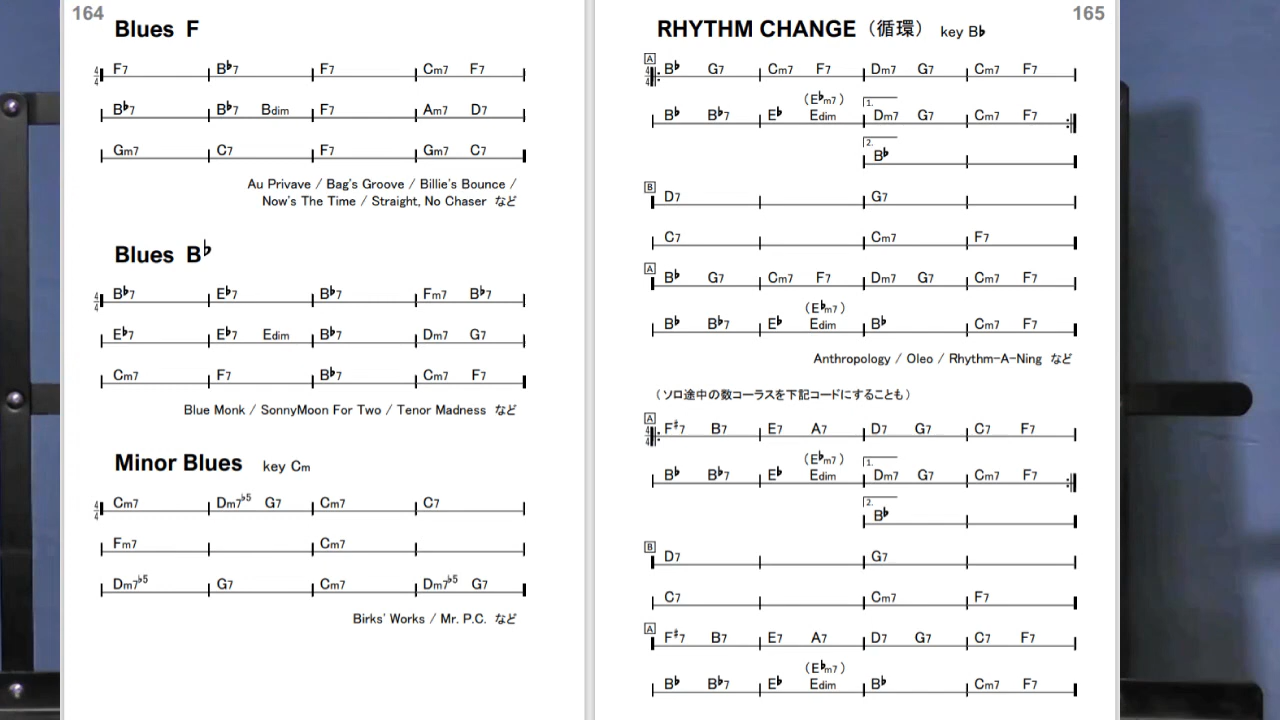 164
Blues F
4/4 F7 B♭7 F7 Cm7 F7
B♭7 B♭7 Bdim F7 Am7 D7
Gm7 C7 F7 Gm7 C7
Au Privave / Bag's Groove / Billie's Bounce /
Now's The Time / Straight, No Chaser など
Blues B♭
4/4 B♭7 E♭7 B♭7 Fm7 B♭7
E♭7 E♭7 Edim B♭7 Dm7 G7
Cm7 F7 B♭7 Cm7 F7
Blue Monk / SonnyMoon For Two / Tenor Madness など
Minor Blues key Cm
4/4 Cm7 Dm7♭5 G7 Cm7 C7
Fm7 Cm7
Dm7♭5 G7 Cm7 Dm7♭5 G7
Birks' Works / Mr. P.C. など
165
RHYTHM CHANGE（循環） key B♭
A
4/4 B♭ G7 Cm7 F7 Dm7 G7 Cm7 F7
(E♭m7) 1.
B♭ B♭7 E♭ Edim Dm7 G7 Cm7 F7
2.
B♭
B
D7 G7
C7 Cm7 F7
A
B♭ G7 Cm7 F7 Dm7 G7 Cm7 F7
(E♭m7)
B♭ B♭7 E♭ Edim B♭ Cm7 F7
Anthropology / Oleo / Rhythm-A-Ning など
（ソロ途中の数コーラスを下記コードにすることも）
A
4/4 F♯7 B7 E7 A7 D7 G7 C7 F7
(E♭m7) 1.
B♭ B♭7 E♭ Edim Dm7 G7 Cm7 F7
2.
B♭
B
D7 G7
C7 Cm7 F7
A
F♯7 B7 E7 A7 D7 G7 C7 F7
(E♭m7)
B♭ B♭7 E♭ Edim B♭ Cm7 F7